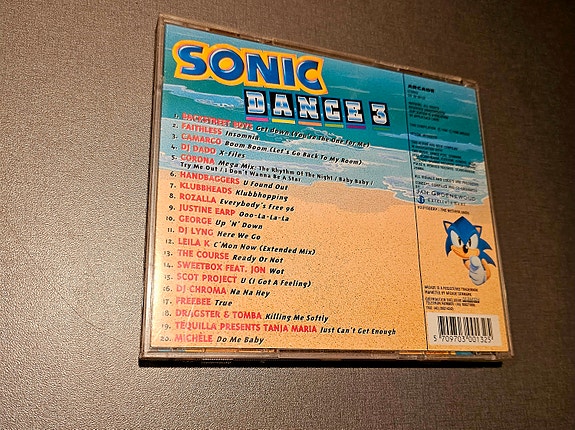 SONIC
DANCE 3
1. BACKSTREET BOYS Get Down (You're The One For Me)
2. FAITHLESS Insomnia
3. CAMARCO Boom Boom (Let's Go Back To My Room)
4. DJ DADO X-Files
5. CORONA Mega Mix: The Rhythm Of The Night / Baby Baby /
Try Me Out / I Don't Wanna Be A Star
6. HANDBAGGERS U Found Out
7. KLUBBHEADS Klubbhopping
8. ROZALLA Everybody's Free 96
9. JUSTINE EARP Ooo-La-La-La
10. GEORGE Up 'N' Down
11. DJ LYNG Here We Go
12. LEILA K C'mon Now (Extended Mix)
13. THE COURSE Ready Or Not
14. SWEETBOX FEAT. JON Wot
15. SCOT PROJECT U (I Got A Feeling)
16. DJ CHROMA Na Na Hey
17. FREEBEE True
18. DRUGSTER & TOMBA Killing Me Softly
19. TEQUILLA PRESENTS TANJA MARIA Just Can't Get Enough
20. MICHÈLE Do Me Baby
ARCADE
JAN GROENEWOUD
5 709703 001325